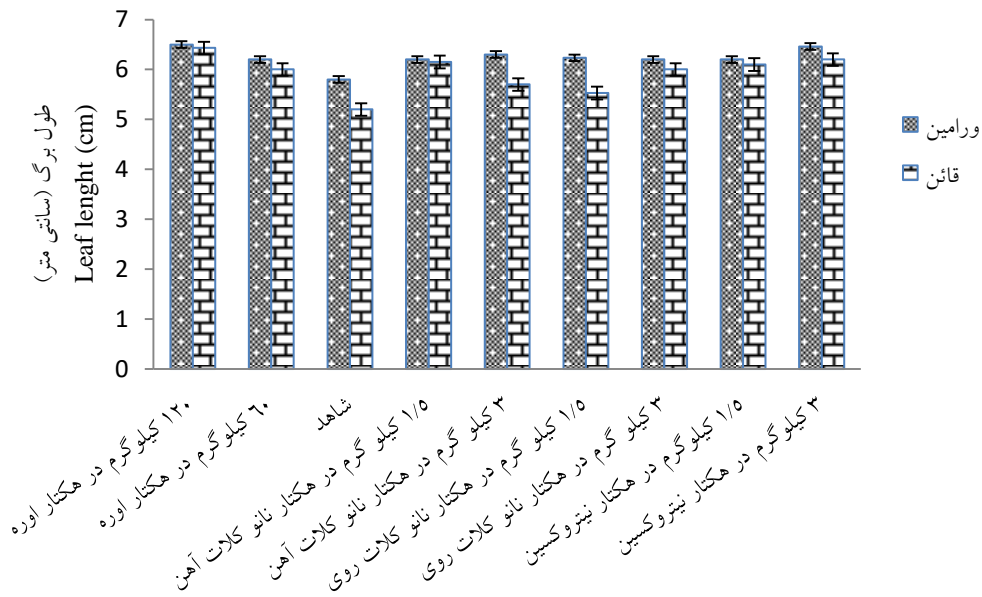 7
6
5
4
3
2
1
0
طول برگ (سانتی متر)
Leaf lenght (cm)
ورامین
قائن
۱۲۰ کیلوگرم در هکتار اوره
۶۰ کیلوگرم در هکتار اوره
شاهد
۱/۵ کیلو گرم در هکتار نانو کلات آهن
۳ کیلو گرم در هکتار نانو کلات آهن
۱/۵ کیلو گرم در هکتار نانو کلات روی
۳ کیلو گرم در هکتار نانو کلات روی
۱/۵ کیلوگرم در هکتار نیتروکسین
۳ کیلوگرم در هکتار نیتروکسین